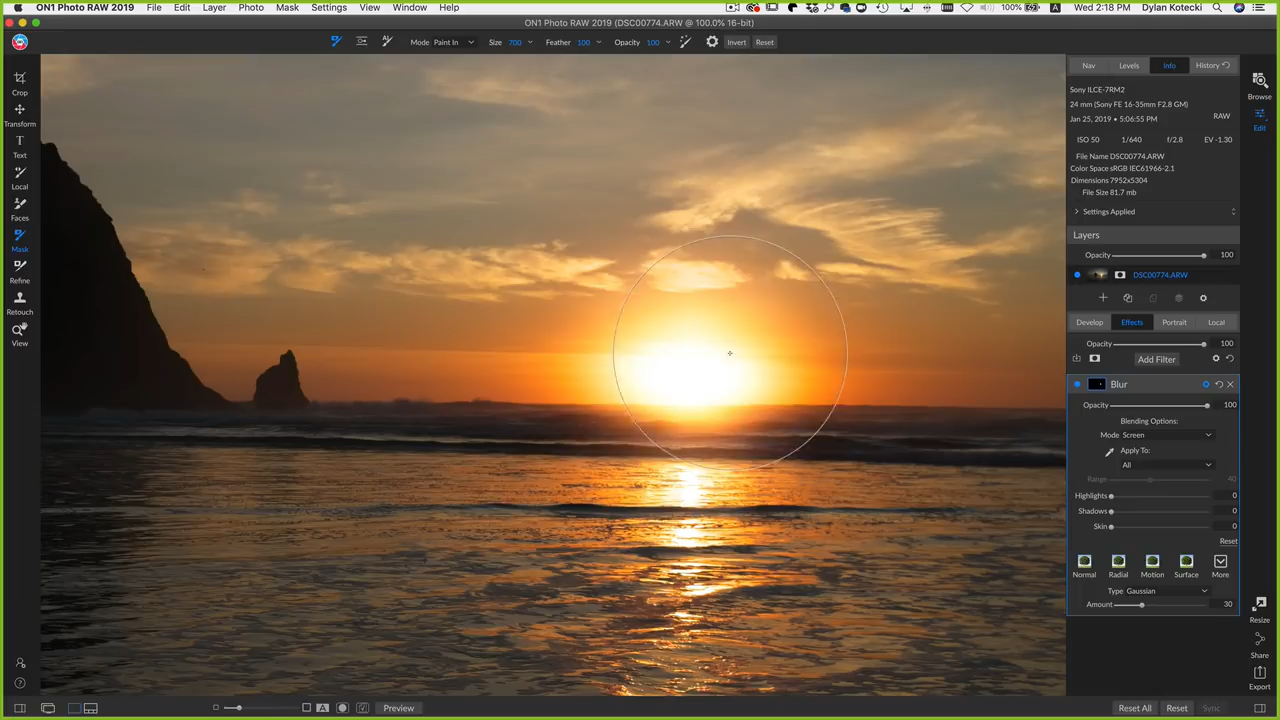 ON1 Photo RAW 2019 File Edit Layer Photo Mask Settings View Window Help 100% Wed 2:18 PM Dylan Kotecki
ON1 Photo RAW 2019 (DSC00774.ARW @ 100.0% 16-bit)
Mode Paint In Size 700 Feather 100 Opacity 100 Invert Reset
Crop
Transform
Text
Local
Faces
Mask
Refine
Retouch
View
Nav Levels Info History
Sony ILCE-7RM2
24 mm (Sony FE 16-35mm F2.8 GM)
Jan 25, 2019 • 5:06:55 PM RAW
ISO 50 1/640 f/2.8 EV -1.30
File Name DSC00774.ARW
Color Space sRGB IEC61966-2.1
Dimensions 7952x5304
File Size 81.7 mb
Settings Applied
Layers
Opacity 100
DSC00774.ARW
Develop Effects Portrait Local
Opacity 100
Add Filter
Blur
Opacity 100
Blending Options:
Mode Screen
Apply To:
All
Range 40
Highlights 0
Shadows 0
Skin 0
Reset
Normal Radial Motion Surface More
Type Gaussian
Amount 30
Browse
Edit
Resize
Share
Export
A Preview Reset All Reset Sync